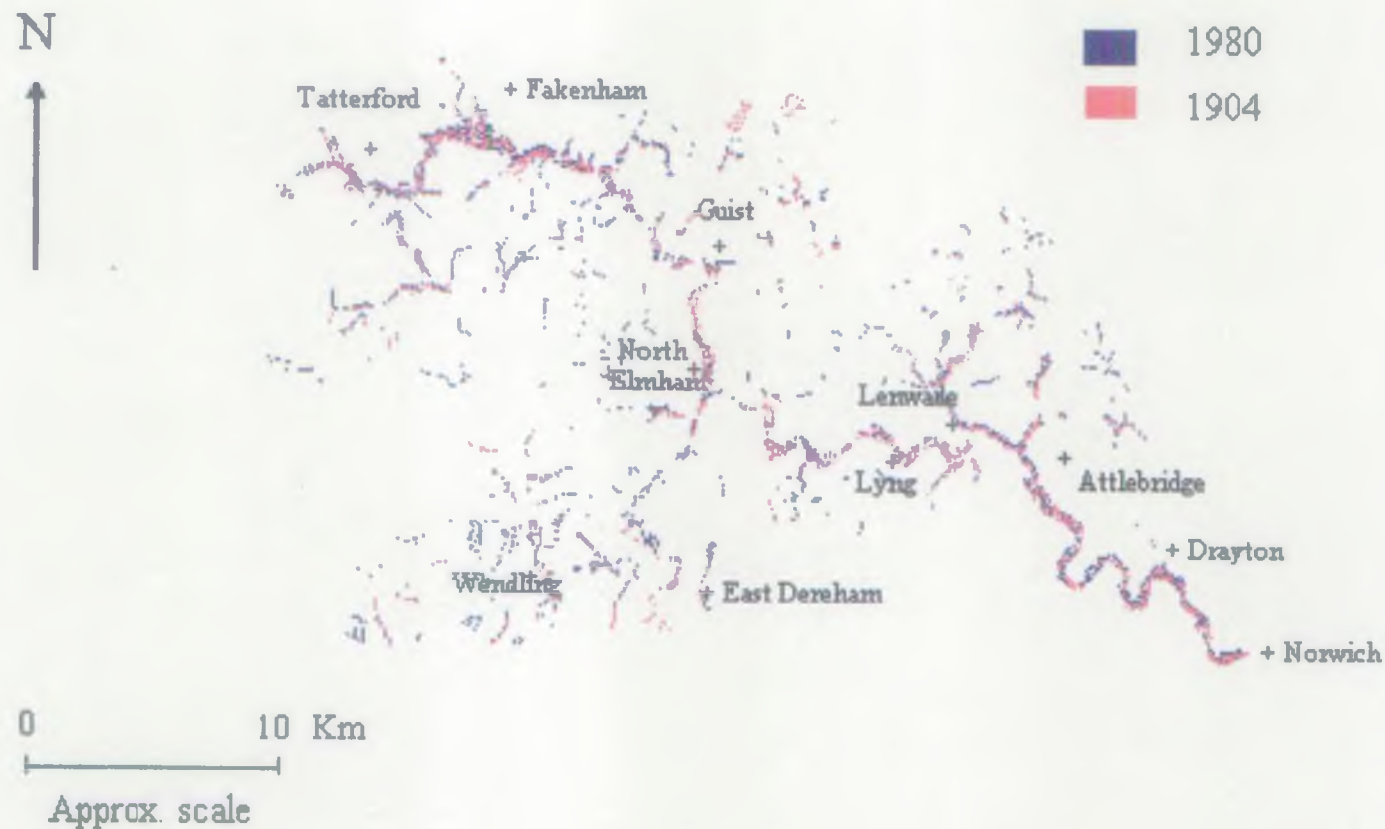 N
1980
1904
Tatterford
+ Fakenham
Guist
North
Elmham
Lenwade
Lyng
Attlebridge
+ Drayton
Wendling
East Dereham
+ Norwich
0 10 Km
Approx. scale